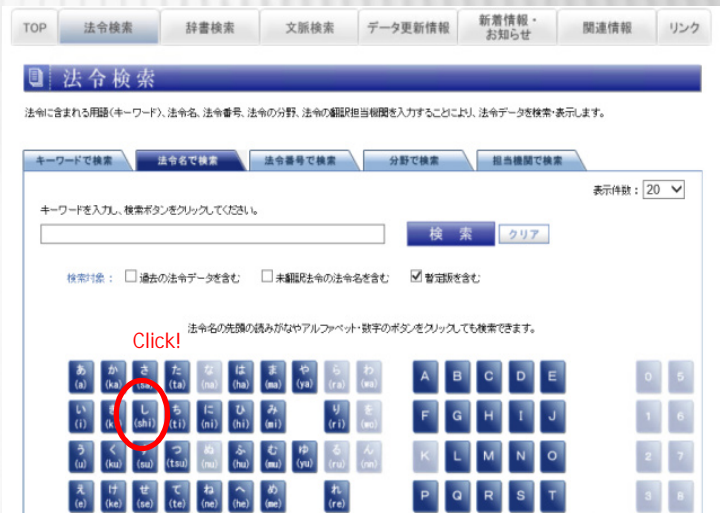 TOP 法令検索 辞書検索 文脈検索 データ更新情報 新着情報・お知らせ 関連情報 リンク
法令検索
法令に含まれる用語(キーワード)、法令名、法令番号、法令の分野、法令の翻訳担当機関を入力することにより、法令データを検索・表示します。
キーワードで検索 法令名で検索 法令番号で検索 分野で検索 担当機関で検索
表示件数: 20
キーワードを入力し、検索ボタンをクリックしてください。
検索 クリア
検索対象: 過去の法令データを含む 未翻訳法令の法令名を含む 暫定版を含む
法令名の先頭の読みがなやアルファベット・数字のボタンをクリックしても検索できます。
Click!
あ か さ た な は ま や ら わ
(a) (ka) (sa) (ta) (na) (ha) (ma) (ya) (ra) (wa) A B C D E 0 5
い き し ち に ひ み り を
(i) (shi) (ti) (ni) (hi) (mi) (ri) (wo) F G H I J 1 6
う く つ ぬ ふ む ゆ る ん
(u) (ku) (su) (tsu) (nu) (hu) (mu) (yu) (ru) (nn) K L M N O 2 7
え け せ て ね へ め れ
(e) (ke) (se) (te) (ne) (he) (me) (re) P Q R S T 3 8